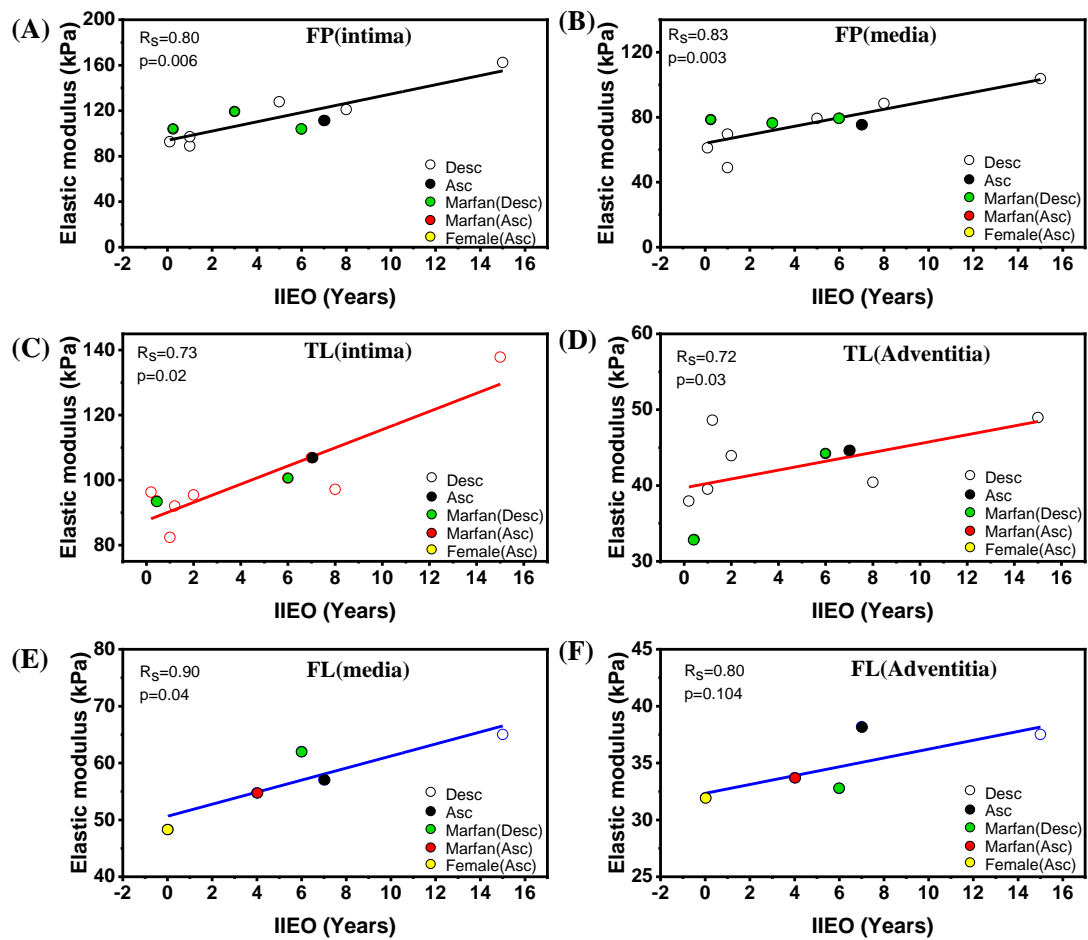 (A)
Elastic modulus (kPa)
200
160
120
80
40
0
R_S=0.80
p=0.006
FP(intima)
Desc
Asc
Marfan(Desc)
Marfan(Asc)
Female(Asc)
-2 0 2 4 6 8 10 12 14 16
IIEO (Years)
(B)
Elastic modulus (kPa)
120
80
40
0
R_S=0.83
p=0.003
FP(media)
Desc
Asc
Marfan(Desc)
Marfan(Asc)
Female(Asc)
-2 0 2 4 6 8 10 12 14 16
IIEO (Years)
(C)
Elastic modulus (kPa)
140
120
100
80
R_S=0.73
p=0.02
TL(intima)
Desc
Asc
Marfan(Desc)
Marfan(Asc)
Female(Asc)
0 2 4 6 8 10 12 14 16
IIEO (Years)
(D)
Elastic modulus (kPa)
60
50
40
30
R_S=0.72
p=0.03
TL(Adventitia)
Desc
Asc
Marfan(Desc)
Marfan(Asc)
Female(Asc)
0 2 4 6 8 10 12 14 16
IIEO (Years)
(E)
Elastic modulus (kPa)
80
70
60
50
40
R_S=0.90
p=0.04
FL(media)
Desc
Asc
Marfan(Desc)
Marfan(Asc)
Female(Asc)
-2 0 2 4 6 8 10 12 14 16
IIEO (Years)
(F)
Elastic modulus (kPa)
45
40
35
30
25
R_S=0.80
p=0.104
FL(Adventitia)
Desc
Asc
Marfan(Desc)
Marfan(Asc)
Female(Asc)
-2 0 2 4 6 8 10 12 14 16
IIEO (Years)